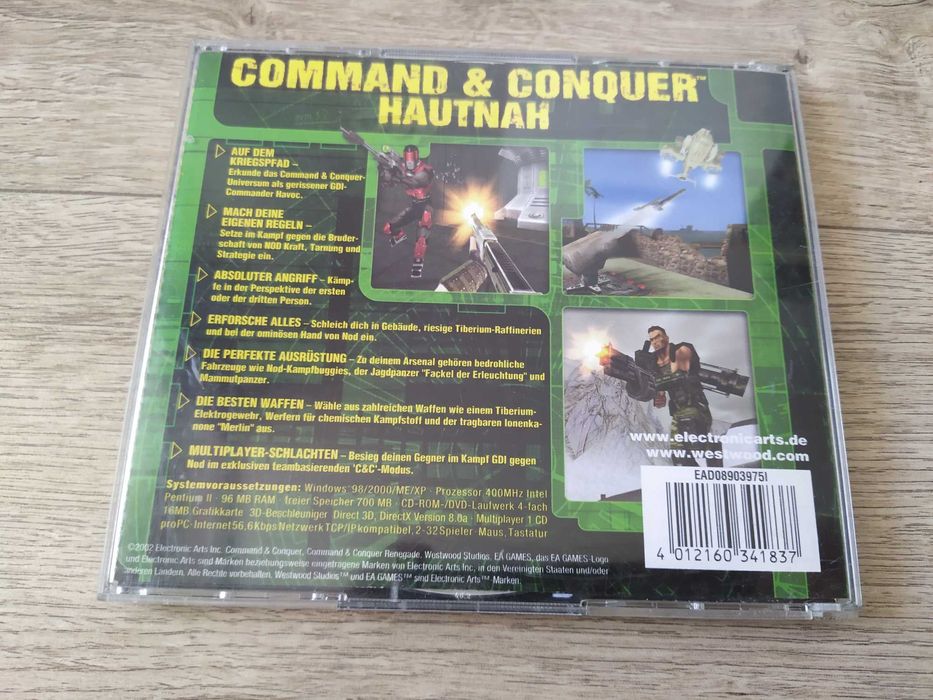 COMMAND & CONQUER™
HAUTNAH
AUF DEM
KRIEGSPFAD –
Erkunde das Command & Conquer-
Universum als gerissener GDI-
Commander Havoc.
MACH DEINE
EIGENEN REGELN –
Setze im Kampf gegen die Bruder-
schaft von NOD Kraft, Tarnung und
Strategie ein.
ABSOLUTER ANGRIFF – Kämp-
fe in der Perspektive der ersten
oder der dritten Person.
ERFORSCHE ALLES – Schleich dich in Gebäude, riesige Tiberium-Raffinerien
und bei der ominösen Hand von Nod ein.
DIE PERFEKTE AUSRÜSTUNG – Zu deinem Arsenal gehören bedrohliche
Fahrzeuge wie Nod-Kampfbuggies, der Jagdpanzer "Fackel der Erleuchtung" und
Mammutpanzer.
DIE BESTEN WAFFEN – Wähle aus zahlreichen Waffen wie einem Tiberium-
Elektrogewehr, Werfern für chemischen Kampfstoff und der tragbaren Ionenka-
none "Merlin" aus.
MULTIPLAYER-SCHLACHTEN – Besieg deinen Gegner im Kampf GDI gegen
Nod im exklusiven teambasierenden 'C&C'-Modus.
Systemvoraussetzungen: Windows 98/2000/ME/XP · Prozessor 400MHz Intel
Pentium II · 96 MB RAM · freier Speicher 700 MB · CD-ROM-/DVD-Laufwerk 4-fach
16MB Grafikkarte 3D-Beschleuniger Direct 3D, DirectX Version 8.0a · Multiplayer 1 CD
pro PC · Internet 56,6 Kbps Netzwerk TCP/IP kompatibel, 2-32 Spieler · Maus, Tastatur
©2002 Electronic Arts Inc. Command & Conquer, Command & Conquer Renegade, Westwood Studios, EA GAMES, das EA GAMES-Logo
und Electronic Arts sind Marken beziehungsweise eingetragene Marken von Electronic Arts Inc. in den Vereinigten Staaten und/oder
anderen Ländern. Alle Rechte vorbehalten. Westwood Studios™ und EA GAMES™ sind Electronic Arts™-Marken.
www.electronicarts.de
www.westwood.com
EAD08903975I
4 012160 341837